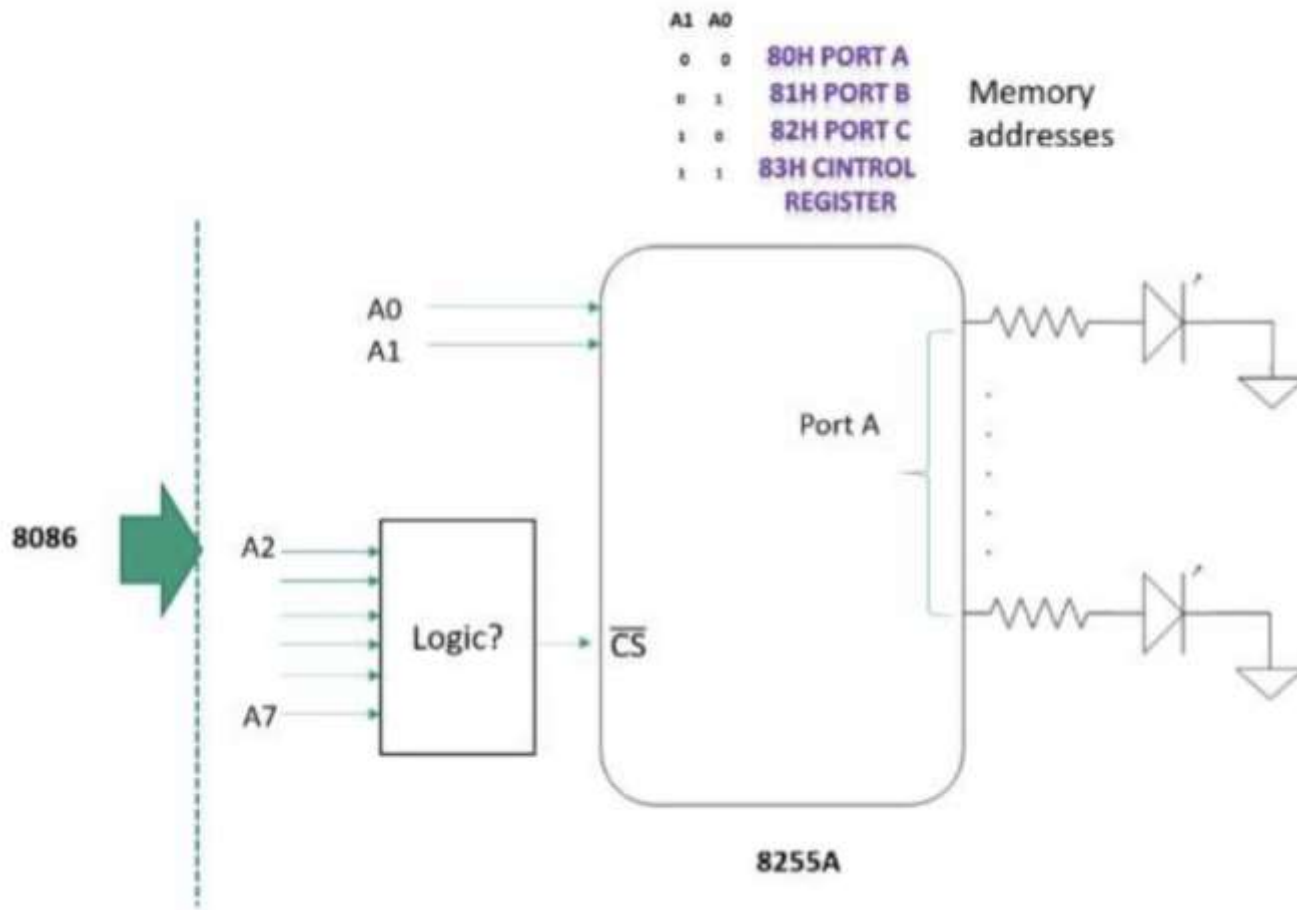 A1 A0
0 0 80H PORT A
0 1 81H PORT B
1 0 82H PORT C
1 1 83H CINTROL
REGISTER
Memory
addresses
A0
A1
Port A
8086
A2
Logic?
CS
A7
8255A